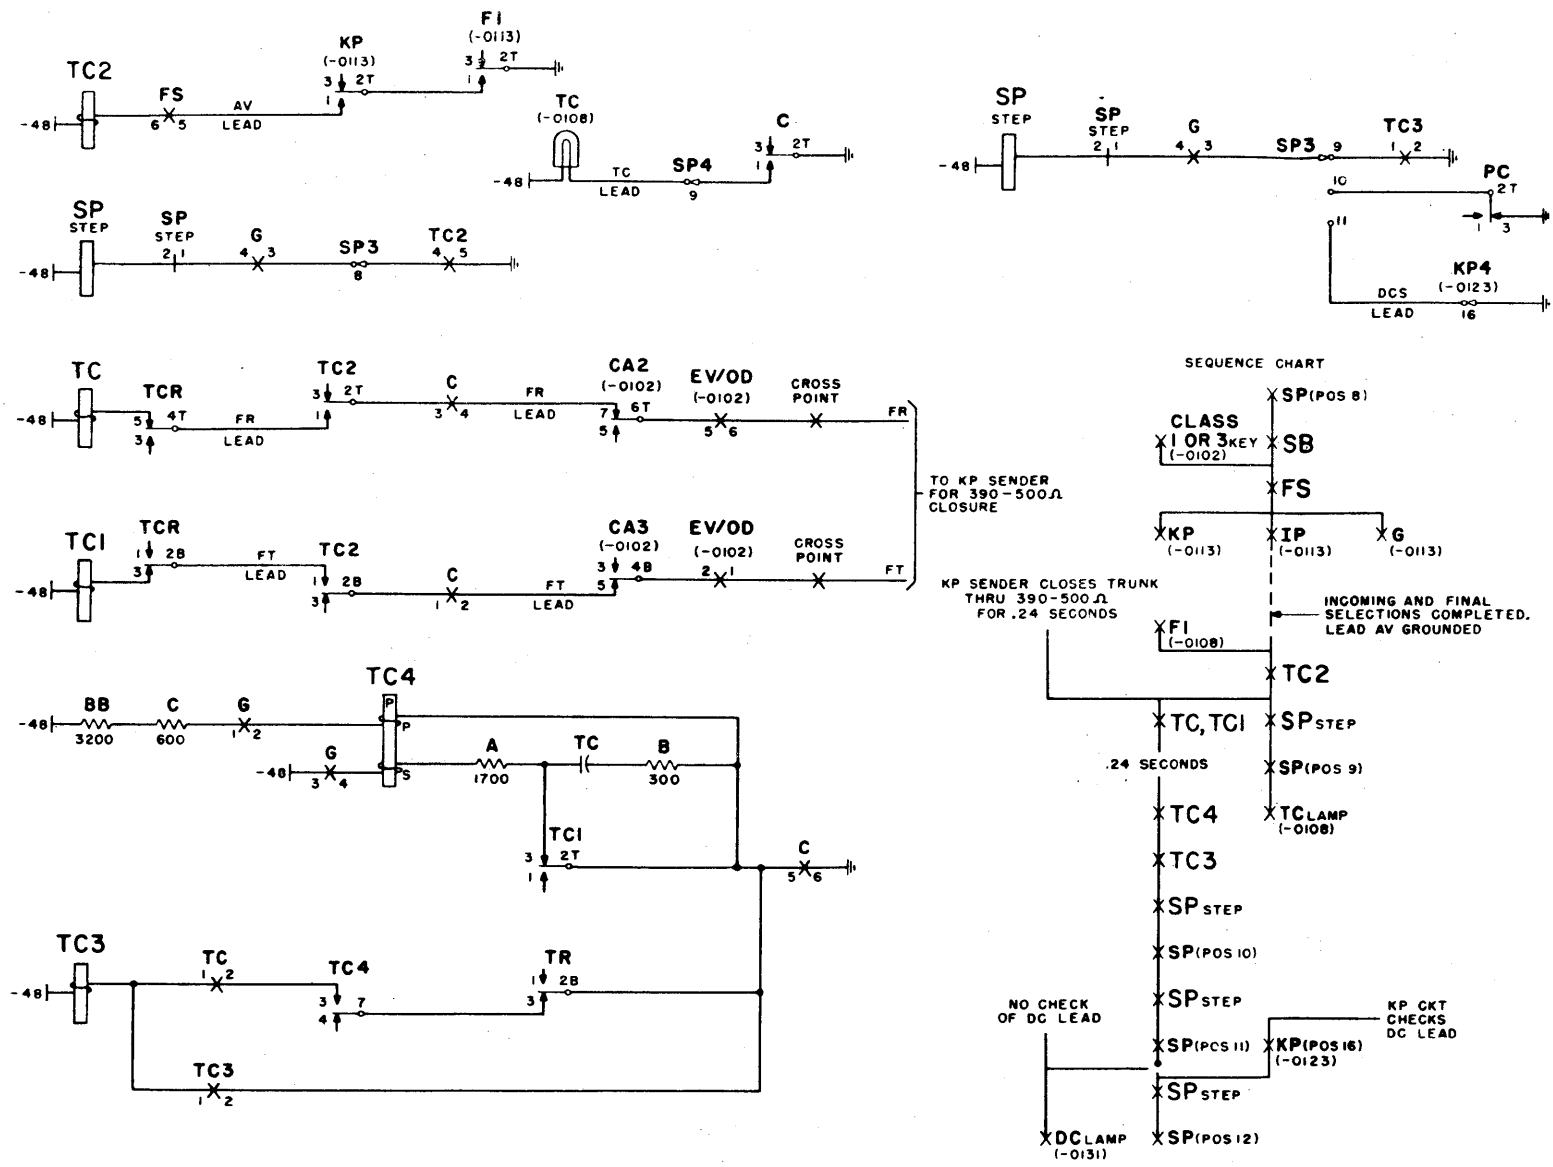 TC2
-48
FS
6 5
AV
LEAD
KP
(-0113)
3 2T
1
F1
(-0113)
3 2T
1
TC
(-0108)
-48
TC
LEAD
SP4
9
C
3 2T
1
SP
STEP
-48
SP
STEP
2 1
G
4 3
SP3
8
TC2
4 5
SP
STEP
-48
SP
STEP
2 1
G
4 3
SP3 9
TC3
1 2
10
PC
2T
1 3
11
DCS
LEAD
KP4
(-0123)
16
TC
-48
TCR
5 4T
3
FR
LEAD
TC2
3 2T
1
C
3 4
FR
LEAD
CA2
(-0102)
7 6T
5
EV/OD
(-0102)
5 6
CROSS
POINT
FR
TO KP SENDER
FOR 390-500Ω
CLOSURE
TC1
-48
TCR
1 2B
3
FT
LEAD
TC2
1 2B
3
C
1 2
FT
LEAD
CA3
(-0102)
3 4B
5
EV/OD
(-0102)
2 1
CROSS
POINT
FT
TC4
-48
BB
3200
C
600
G
1 2
P
P
-48
G
3 4
S
A
1700
TC
B
300
TC1
3 2T
1
C
5 6
TC3
-48
TC
1 2
TC4
3 7
4
TR
1 2B
3
TC3
1 2
SEQUENCE CHART
SP(POS 8)
CLASS
1 OR 3 KEY
(-0102)
SB
FS
KP
(-0113)
IP
(-0113)
G
(-0113)
KP SENDER CLOSES TRUNK
THRU 390-500Ω
FOR .24 SECONDS
INCOMING AND FINAL
SELECTIONS COMPLETED.
LEAD AV GROUNDED
F1
(-0108)
TC2
TC, TC1
SP STEP
.24 SECONDS
SP(POS 9)
TC4
TC LAMP
(-0108)
TC3
SP STEP
SP(POS 10)
SP STEP
NO CHECK
OF DC LEAD
KP CKT
CHECKS
DC LEAD
SP(POS 11)
KP(POS 16)
(-0123)
SP STEP
DC LAMP
(-0131)
SP(POS 12)